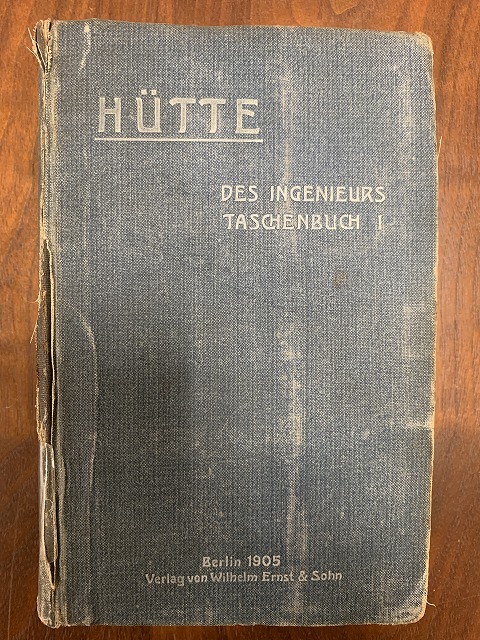 HÜTTE
DES INGENIEURS
TASCHENBUCH I
Berlin 1905
Verlag von Wilhelm Ernst & Sohn